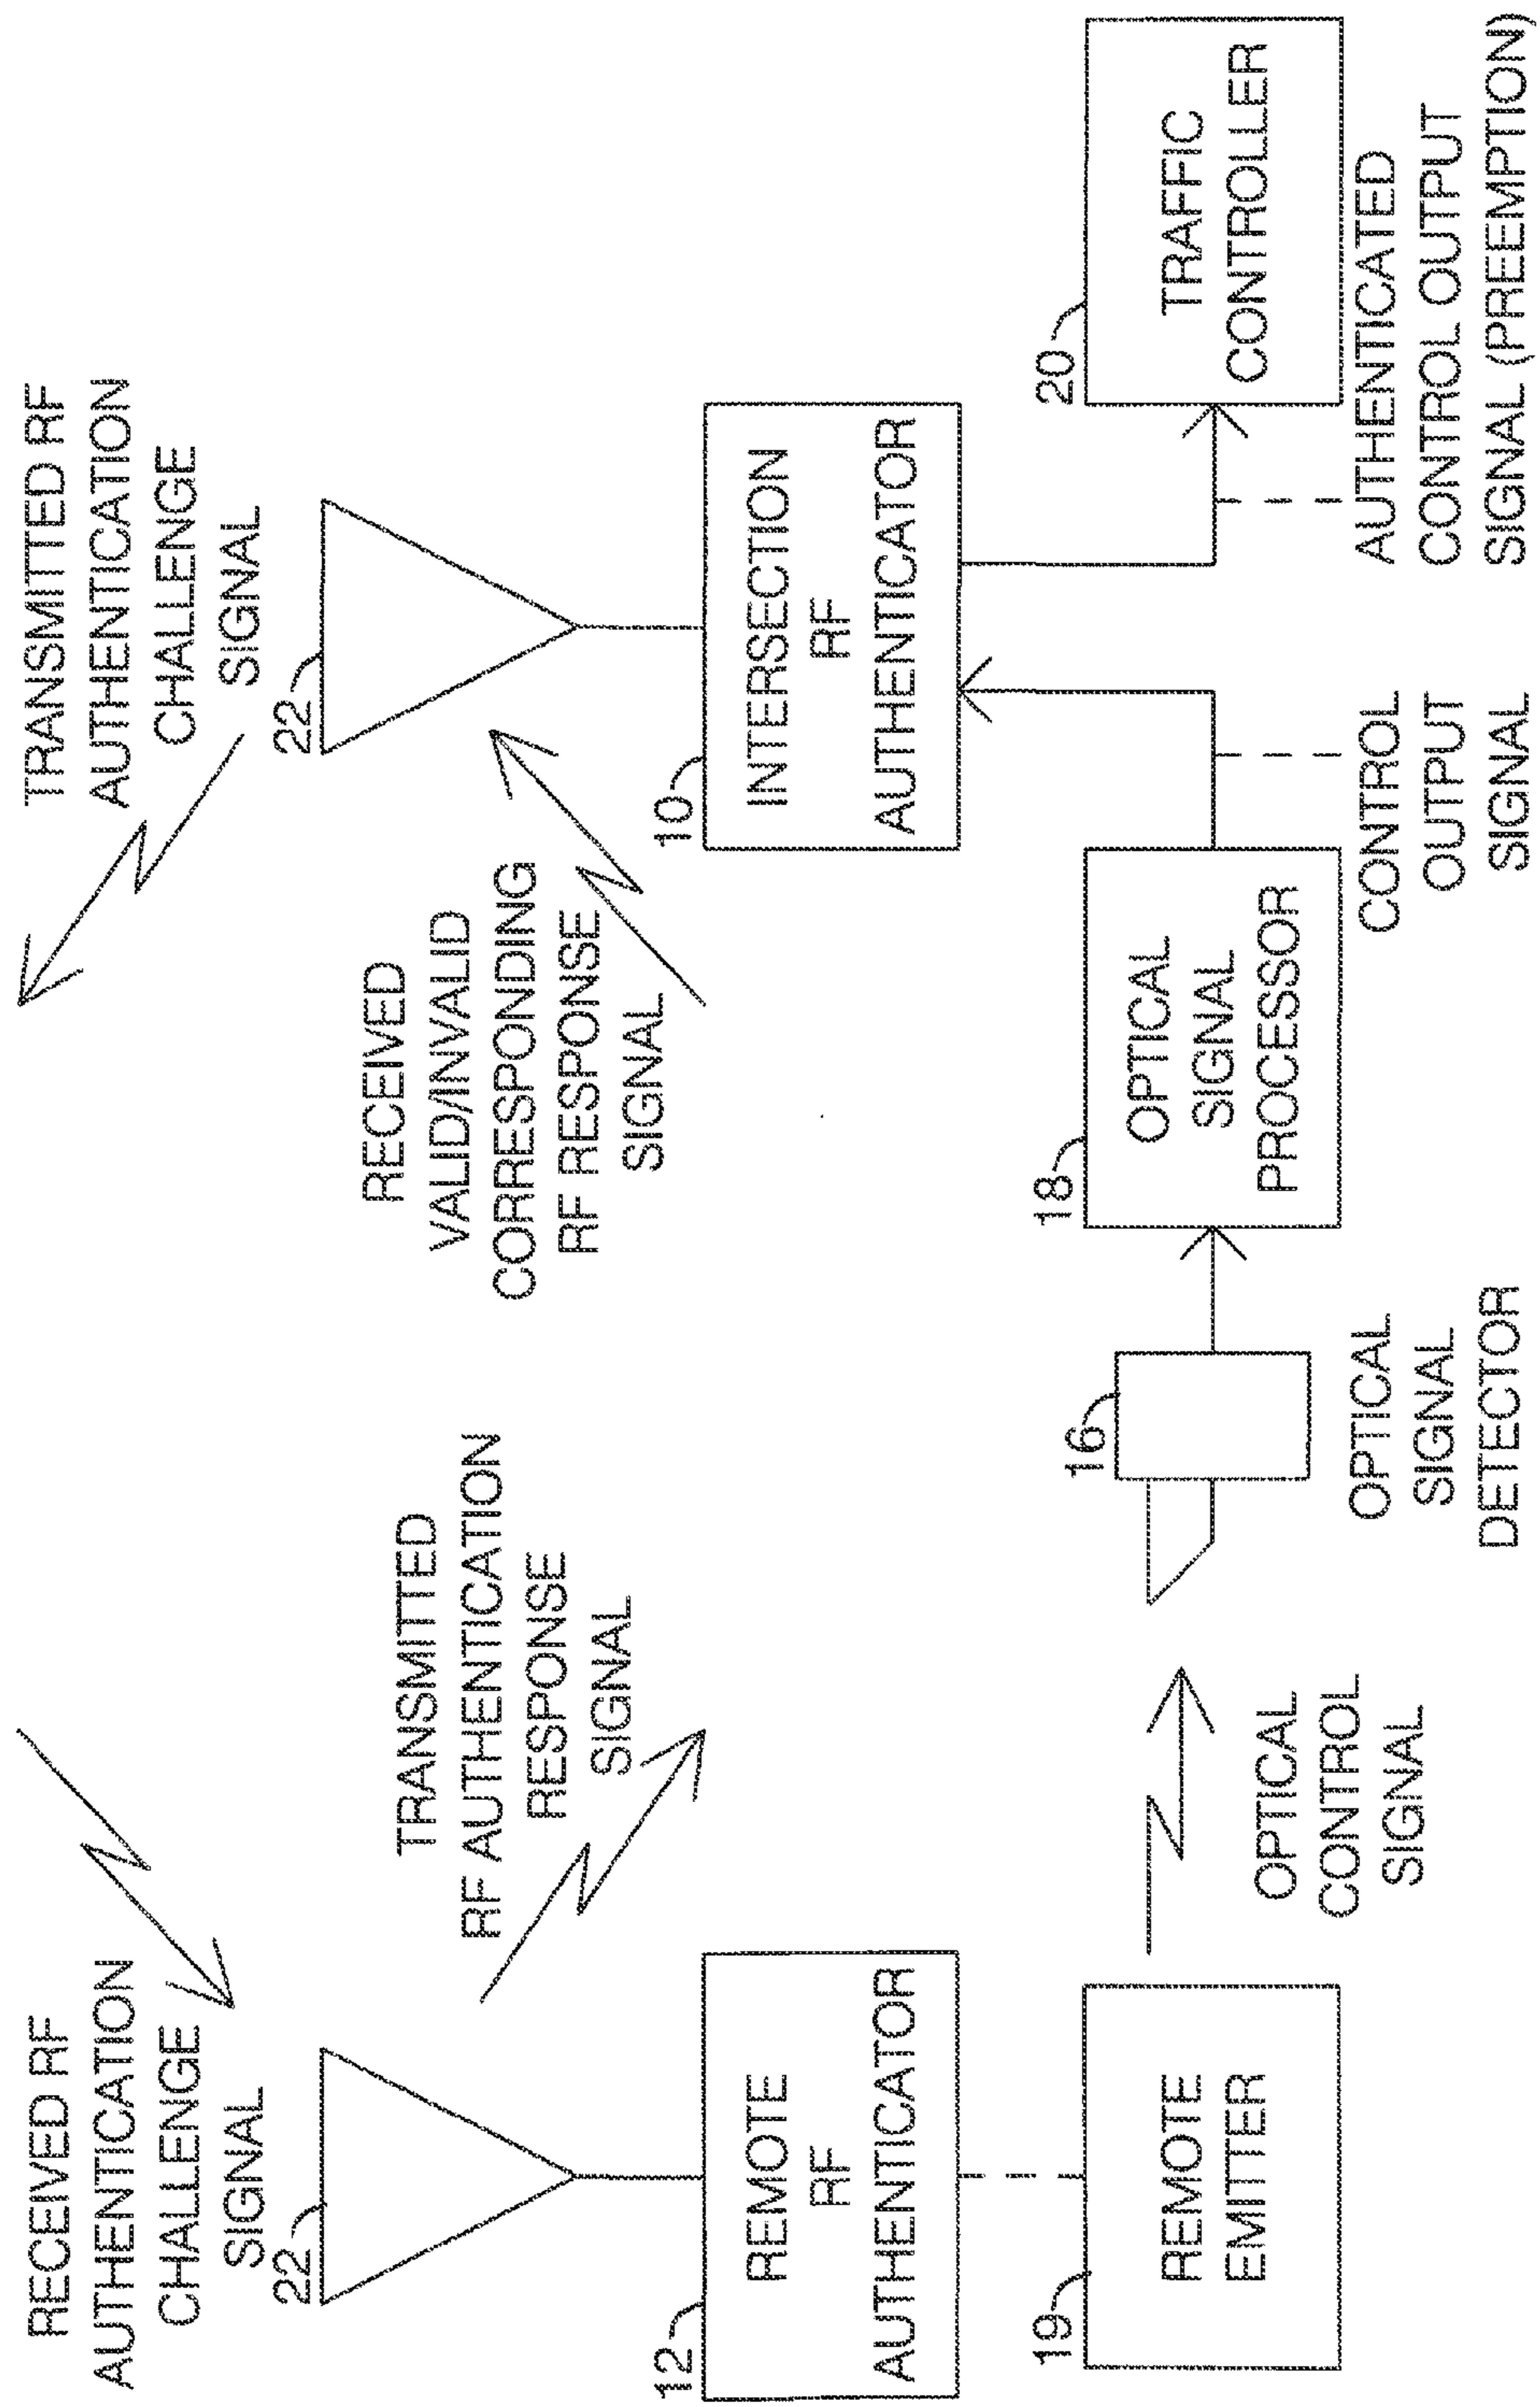 RECEIVED RF
AUTHENTICATION
CHALLENGE
SIGNAL
22
TRANSMITTED
RF AUTHENTICATION
RESPONSE
SIGNAL
12
REMOTE
RF
AUTHENTICATOR
19
REMOTE
EMITTER
OPTICAL
CONTROL
SIGNAL
16
OPTICAL
SIGNAL
DETECTOR
TRANSMITTED RF
AUTHENTICATION
CHALLENGE
SIGNAL
22
RECEIVED
VALID/INVALID
CORRESPONDING
RF RESPONSE
SIGNAL
10
INTERSECTION
RF
AUTHENTICATOR
18
OPTICAL
SIGNAL
PROCESSOR
CONTROL
OUTPUT
SIGNAL
20
TRAFFIC
CONTROLLER
AUTHENTICATED
CONTROL OUTPUT
SIGNAL (PREEMPTION)